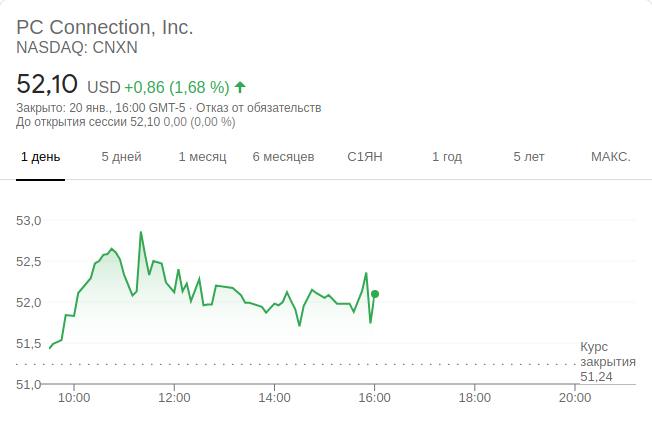 PC Connection, Inc.
NASDAQ: CNXN
52,10 USD +0,86 (1,68 %)
Закрыто: 20 янв., 16:00 GMT-5 · Отказ от обязательств
До открытия сессии 52,10 0,00 (0,00 %)
1 день 5 дней 1 месяц 6 месяцев С1ЯН 1 год 5 лет МАКС.
53,0
52,5
52,0
51,5
51,0
Курс
закрытия
51,24
10:00 12:00 14:00 16:00 18:00 20:00